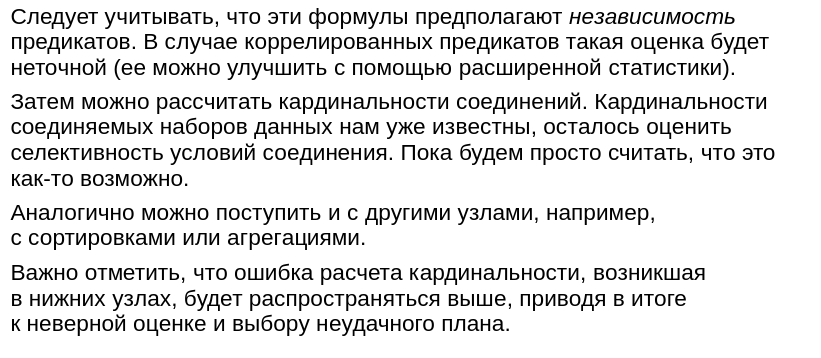 Следует учитывать, что эти формулы предполагают независимость
предикатов. В случае коррелированных предикатов такая оценка будет
неточной (ее можно улучшить с помощью расширенной статистики).
Затем можно рассчитать кардинальности соединений. Кардинальности
соединяемых наборов данных нам уже известны, осталось оценить
селективность условий соединения. Пока будем просто считать, что это
как-то возможно.
Аналогично можно поступить и с другими узлами, например,
с сортировками или агрегациями.
Важно отметить, что ошибка расчета кардинальности, возникшая
в нижних узлах, будет распространяться выше, приводя в итоге
к неверной оценке и выбору неудачного плана.